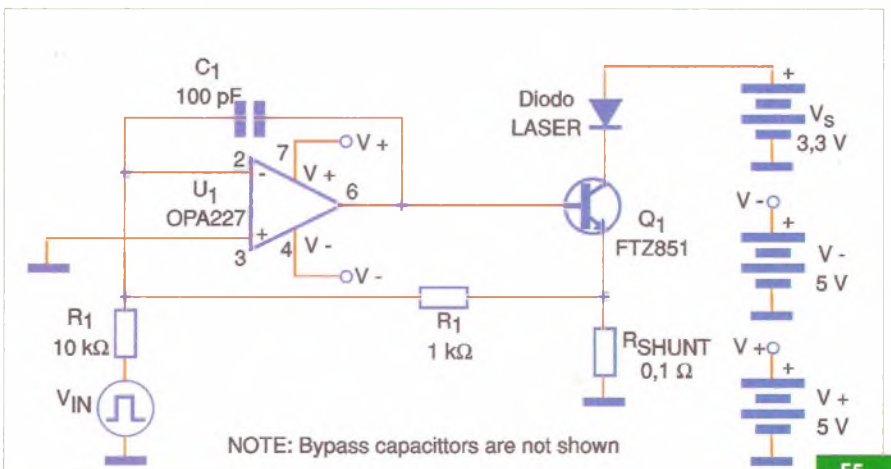 C1
100 pF
Diodo
LASER
+
VS
3,3 V
7
V +
V +
2
-
6
U1
OPA227
+
3
4
V -
V -
Q1
FTZ851
V -
+
V -
5 V
R1
10 kΩ
R1
1 kΩ
RSHUNT
0,1 Ω
V +
+
V +
5 V
VIN
NOTE: Bypass capacittors are not shown